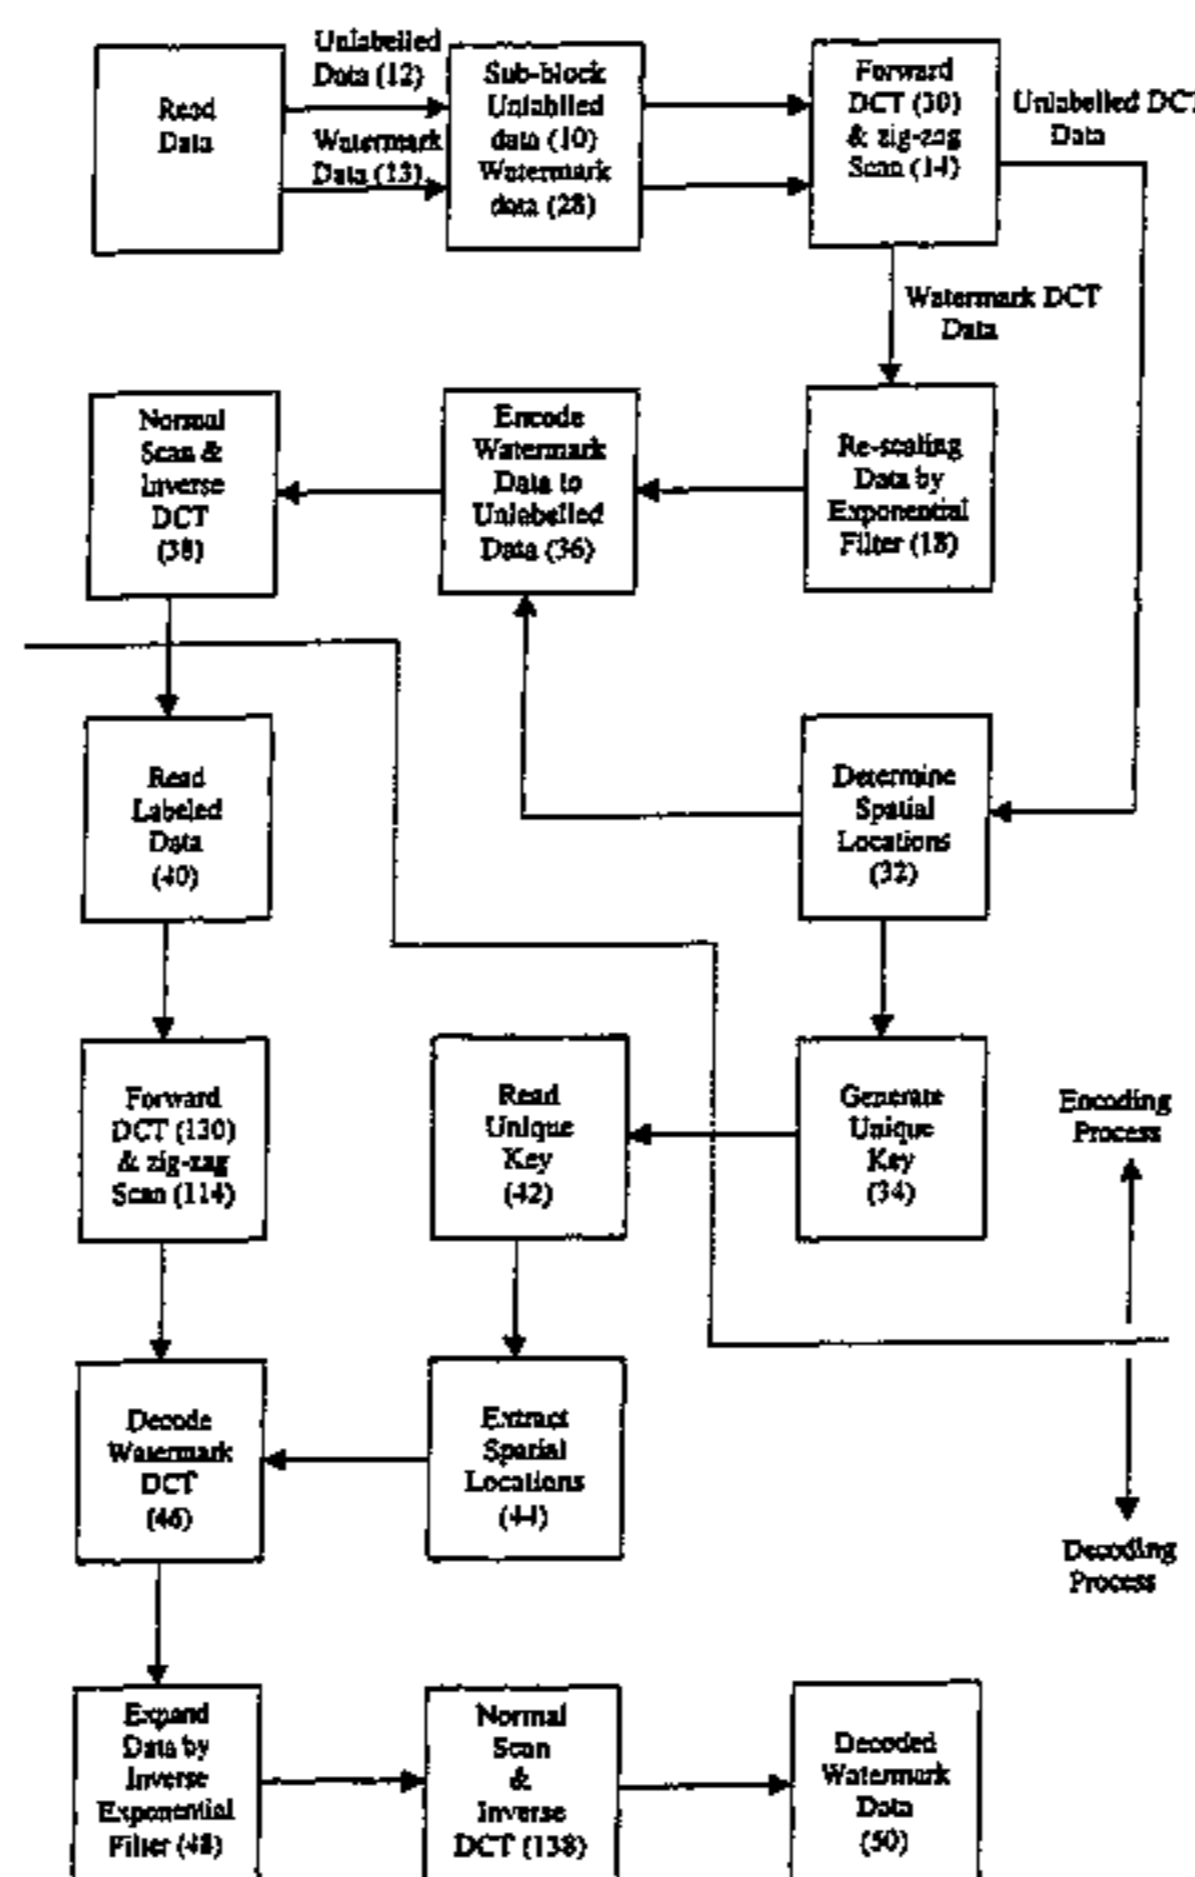 Read
Data
Unlabelled
Data (12)
Watermark
Data (13)
Sub-block
Unlablled
data (10)
Watermark
data (28)
Forward
DCT (30)
& zig-zag
Scan (14)
Unlabelled DCT
Data
Watermark DCT
Data
Normal
Scan &
Inverse
DCT
(38)
Encode
Watermark
Data to
Unlabelled
Data (36)
Re-scaling
Data by
Exponential
Filter (18)
Read
Labeled
Data
(40)
Determine
Spatial
Locations
(32)
Forward
DCT (130)
& zig-zag
Scan (114)
Read
Unique
Key
(42)
Generate
Unique
Key
(34)
Encoding
Process
Decode
Watermark
DCT
(46)
Extract
Spatial
Locations
(44)
Decoding
Process
Expand
Data by
Inverse
Exponential
Filter (48)
Normal
Scan
&
Inverse
DCT (138)
Decoded
Watermark
Data
(50)